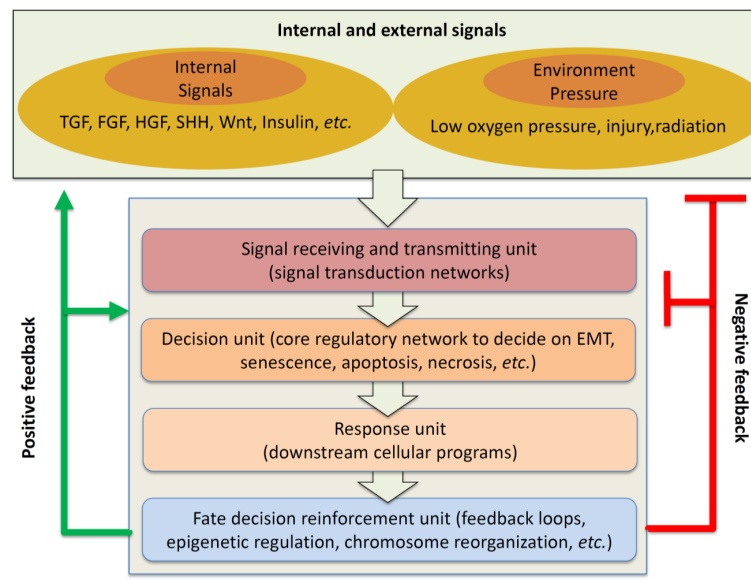 Internal and external signals
Internal
Signals
TGF, FGF, HGF, SHH, Wnt, Insulin, etc.
Environment
Pressure
Low oxygen pressure, injury,radiation
Signal receiving and transmitting unit
(signal transduction networks)
Decision unit (core regulatory network to decide on EMT,
senescence, apoptosis, necrosis, etc.)
Response unit
(downstream cellular programs)
Fate decision reinforcement unit (feedback loops,
epigenetic regulation, chromosome reorganization, etc.)
Positive feedback
Negative feedback